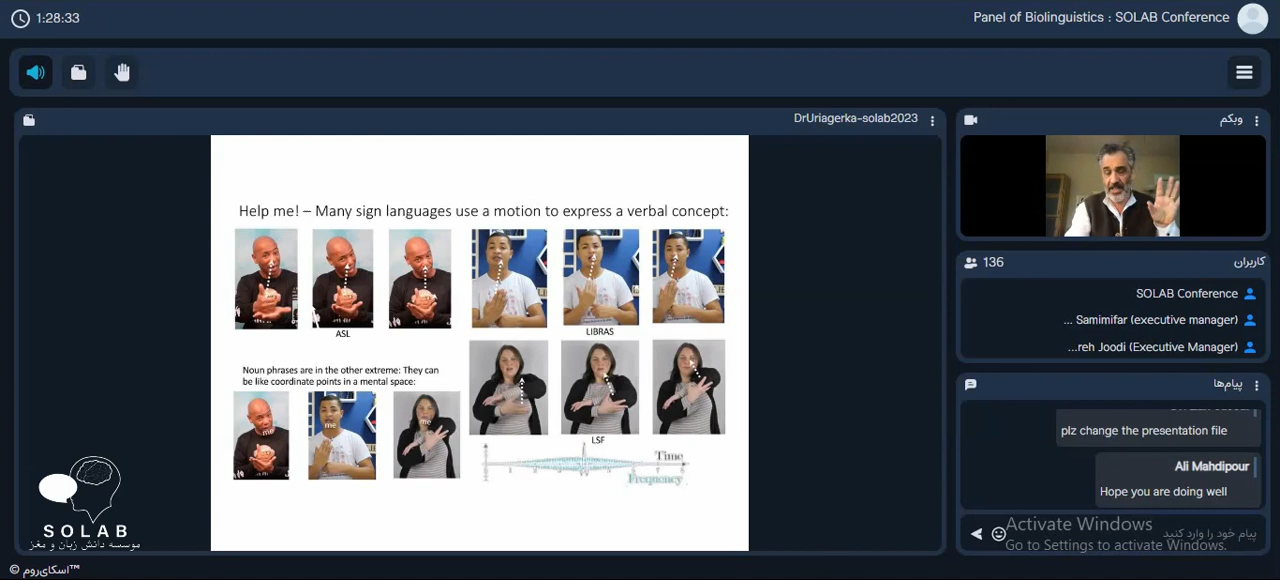 1:28:33
Panel of Biolinguistics : SOLAB Conference
DrUriagerka-solab2023
Help me! – Many sign languages use a motion to express a verbal concept:
ASL
LIBRAS
Noun phrases are in the other extreme: They can
be like coordinate points in a mental space:
me
me
me
LSF
Time
Frequency
SOLAB
موسسه دانش زبان و مغز
وبکم
136
کاربران
SOLAB Conference
... Samimifar (executive manager)
...reh Joodi (Executive Manager)
پیام‌ها
plz change the presentation file
Ali Mahdipour
Hope you are doing well
پیام خود را وارد کنید
Activate Windows
Go to Settings to activate Windows.
© اسکای‌روم™